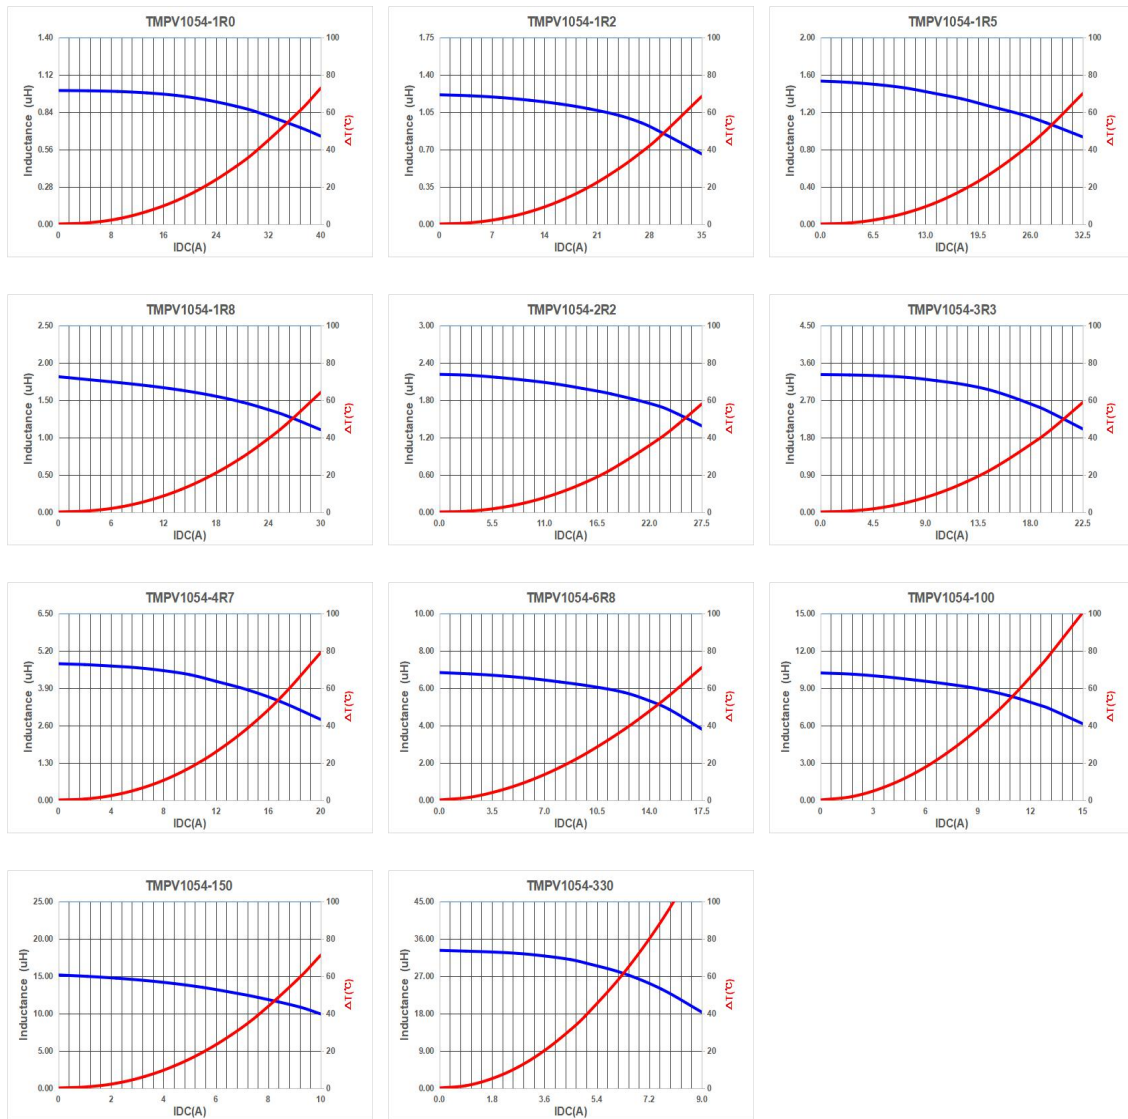 TMPV1054-1R0
1.40
1.12
0.84
0.56
0.28
0.00
Inductance (uH)
100
80
60
40
20
0
ΔT(℃)
0 8 16 24 32 40
IDC(A)
TMPV1054-1R2
1.75
1.40
1.05
0.70
0.35
0.00
Inductance (uH)
100
80
60
40
20
0
ΔT(℃)
0 7 14 21 28 35
IDC(A)
TMPV1054-1R5
2.00
1.60
1.20
0.80
0.40
0.00
Inductance (uH)
100
80
60
40
20
0
ΔT(℃)
0.0 6.5 13.0 19.5 26.0 32.5
IDC(A)
TMPV1054-1R8
2.50
2.00
1.50
1.00
0.50
0.00
Inductance (uH)
100
80
60
40
20
0
ΔT(℃)
0 6 12 18 24 30
IDC(A)
TMPV1054-2R2
3.00
2.40
1.80
1.20
0.60
0.00
Inductance (uH)
100
80
60
40
20
0
ΔT(℃)
0.0 5.5 11.0 16.5 22.0 27.5
IDC(A)
TMPV1054-3R3
4.50
3.60
2.70
1.80
0.90
0.00
Inductance (uH)
100
80
60
40
20
0
ΔT(℃)
0.0 4.5 9.0 13.5 18.0 22.5
IDC(A)
TMPV1054-4R7
6.50
5.20
3.90
2.60
1.30
0.00
Inductance (uH)
100
80
60
40
20
0
ΔT(℃)
0 4 8 12 16 20
IDC(A)
TMPV1054-6R8
10.00
8.00
6.00
4.00
2.00
0.00
Inductance (uH)
100
80
60
40
20
0
ΔT(℃)
0.0 3.5 7.0 10.5 14.0 17.5
IDC(A)
TMPV1054-100
15.00
12.00
9.00
6.00
3.00
0.00
Inductance (uH)
100
80
60
40
20
0
ΔT(℃)
0 3 6 9 12 15
IDC(A)
TMPV1054-150
25.00
20.00
15.00
10.00
5.00
0.00
Inductance (uH)
100
80
60
40
20
0
ΔT(℃)
0 2 4 6 8 10
IDC(A)
TMPV1054-330
45.00
36.00
27.00
18.00
9.00
0.00
Inductance (uH)
100
80
60
40
20
0
ΔT(℃)
0.0 1.8 3.6 5.4 7.2 9.0
IDC(A)